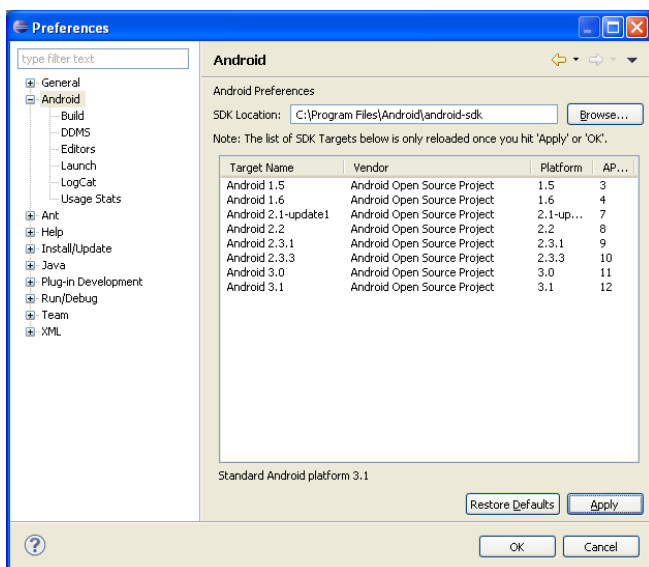 Preferences
type filter text
General
Android
Build
DDMS
Editors
Launch
LogCat
Usage Stats
Ant
Help
Install/Update
Java
Plug-in Development
Run/Debug
Team
XML
Android
Android Preferences
SDK Location: C:\Program Files\Android\android-sdk Browse...
Note: The list of SDK Targets below is only reloaded once you hit 'Apply' or 'OK'.
Target Name Vendor Platform AP...
Android 1.5 Android Open Source Project 1.5 3
Android 1.6 Android Open Source Project 1.6 4
Android 2.1-update1 Android Open Source Project 2.1-up... 7
Android 2.2 Android Open Source Project 2.2 8
Android 2.3.1 Android Open Source Project 2.3.1 9
Android 2.3.3 Android Open Source Project 2.3.3 10
Android 3.0 Android Open Source Project 3.0 11
Android 3.1 Android Open Source Project 3.1 12
Standard Android platform 3.1
Restore Defaults Apply
? OK Cancel